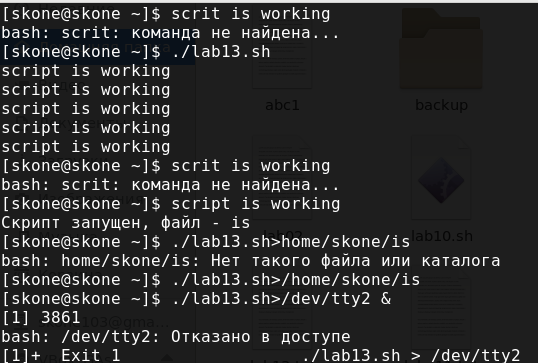 [skone@skone ~]$ scrit is working
bash: scrit: команда не найдена...
[skone@skone ~]$ ./lab13.sh
script is working
script is working
script is working
script is working
script is working
[skone@skone ~]$ scrit is working
bash: scrit: команда не найдена...
[skone@skone ~]$ script is working
Скрипт запущен, файл - is
[skone@skone ~]$ ./lab13.sh>home/skone/is
bash: home/skone/is: Нет такого файла или каталога
[skone@skone ~]$ ./lab13.sh>/home/skone/is
[skone@skone ~]$ ./lab13.sh>/dev/tty2 &
[1] 3861
bash: /dev/tty2: Отказано в доступе
[1]+  Exit 1                  ./lab13.sh > /dev/tty2
abc1
backup
lab02
lab10.sh